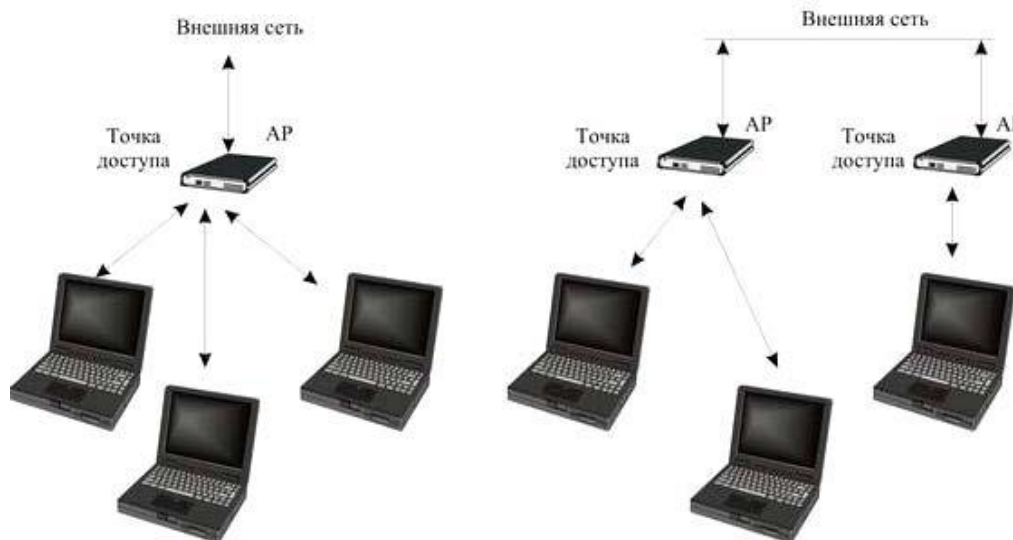 Внешняя сеть
Точка
доступа
AP
Внешняя сеть
Точка
доступа
AP
Точка
доступа